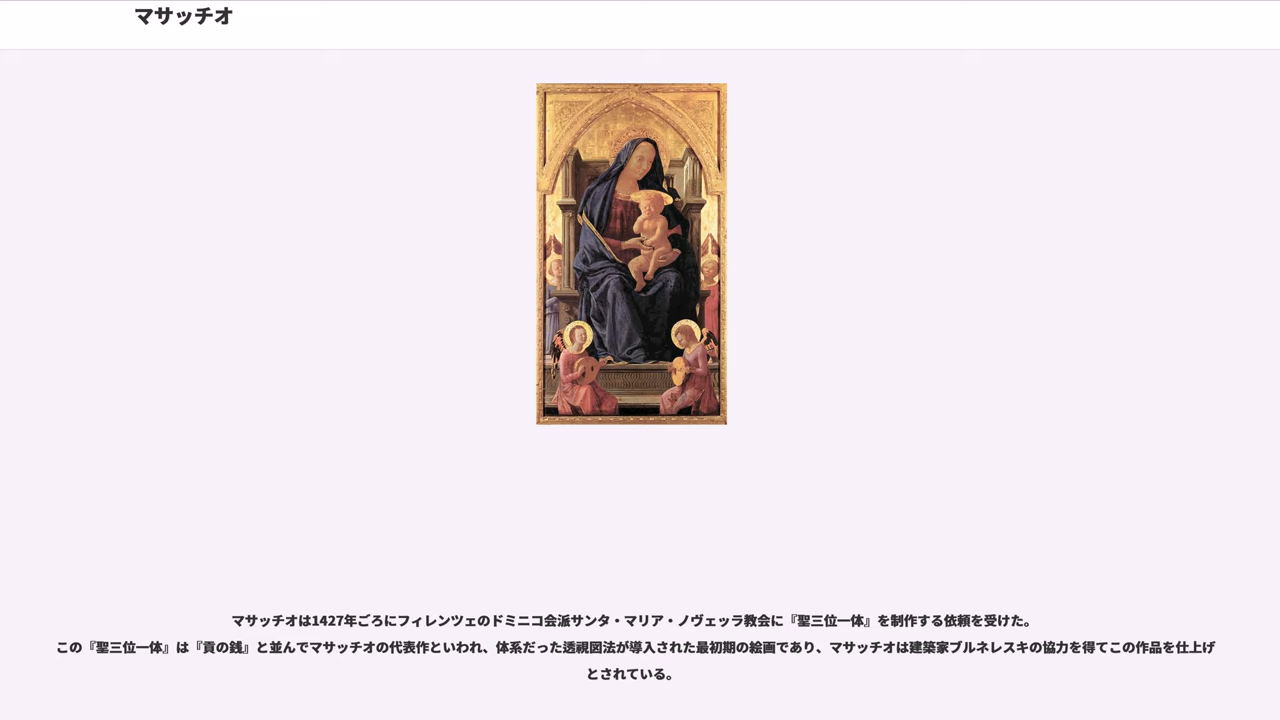 マサッチオ
マサッチオは1427年ごろにフィレンツェのドミニコ会派サンタ・マリア・ノヴェッラ教会に『聖三位一体』を制作する依頼を受けた。
この『聖三位一体』は『貢の銭』と並んでマサッチオの代表作といわれ、体系だった透視図法が導入された最初期の絵画であり、マサッチオは建築家ブルネレスキの協力を得てこの作品を仕上げ
とされている。